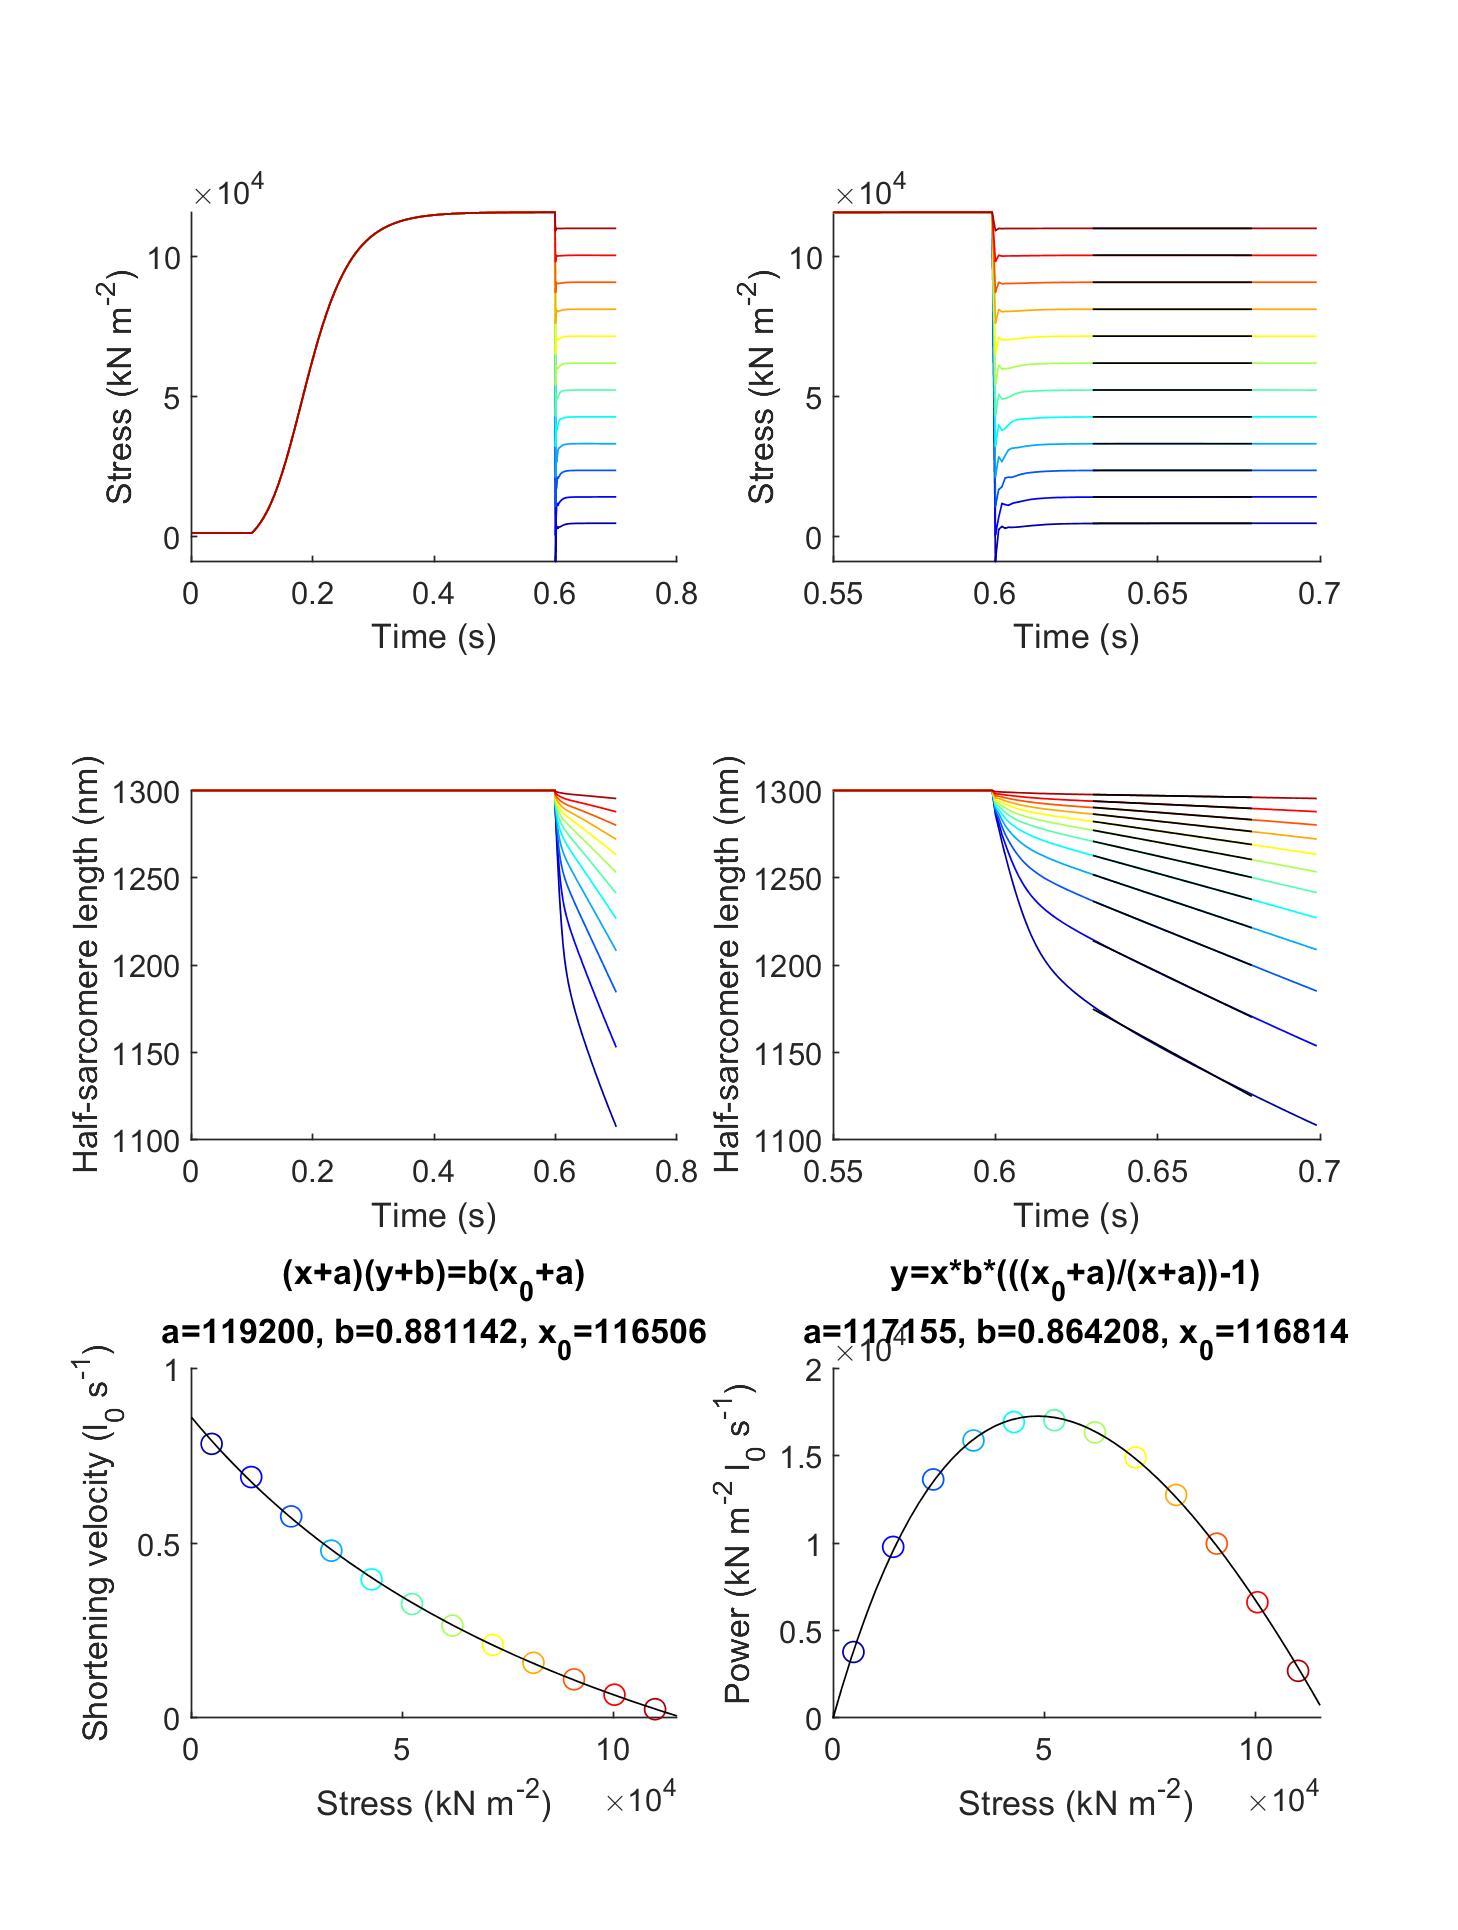 ×10^4
10
5
0
Stress (kN m^-2)
0 0.2 0.4 0.6 0.8
Time (s)
×10^4
10
5
0
Stress (kN m^-2)
0.55 0.6 0.65 0.7
Time (s)
1300
1250
1200
1150
1100
Half-sarcomere length (nm)
0 0.2 0.4 0.6 0.8
Time (s)
1300
1250
1200
1150
1100
Half-sarcomere length (nm)
0.55 0.6 0.65 0.7
Time (s)
(x+a)(y+b)=b(x_0+a)
a=119200, b=0.881142, x_0=116506
1
0.5
0
Shortening velocity (l_0 s^-1)
0 5 10
×10^4
Stress (kN m^-2)
y=x*b*(((x_0+a)/(x+a))-1)
a=117155, b=0.864208, x_0=116814
×10^4
2
1.5
1
0.5
0
Power (kN m^-2 l_0 s^-1)
0 5 10
×10^4
Stress (kN m^-2)